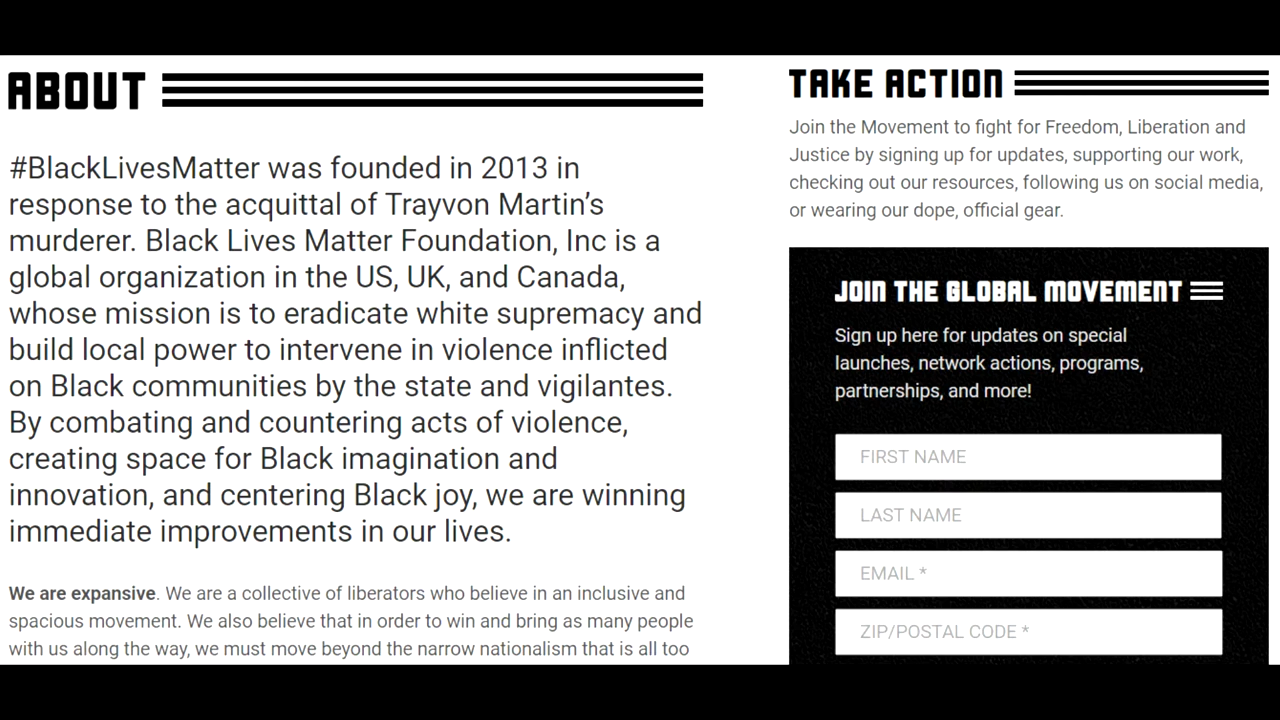 ABOUT
#BlackLivesMatter was founded in 2013 in
response to the acquittal of Trayvon Martin’s
murderer. Black Lives Matter Foundation, Inc is a
global organization in the US, UK, and Canada,
whose mission is to eradicate white supremacy and
build local power to intervene in violence inflicted
on Black communities by the state and vigilantes.
By combating and countering acts of violence,
creating space for Black imagination and
innovation, and centering Black joy, we are winning
immediate improvements in our lives.
We are expansive. We are a collective of liberators who believe in an inclusive and
spacious movement. We also believe that in order to win and bring as many people
with us along the way, we must move beyond the narrow nationalism that is all too
TAKE ACTION
Join the Movement to fight for Freedom, Liberation and
Justice by signing up for updates, supporting our work,
checking out our resources, following us on social media,
or wearing our dope, official gear.
JOIN THE GLOBAL MOVEMENT
Sign up here for updates on special
launches, network actions, programs,
partnerships, and more!
FIRST NAME
LAST NAME
EMAIL *
ZIP/POSTAL CODE *